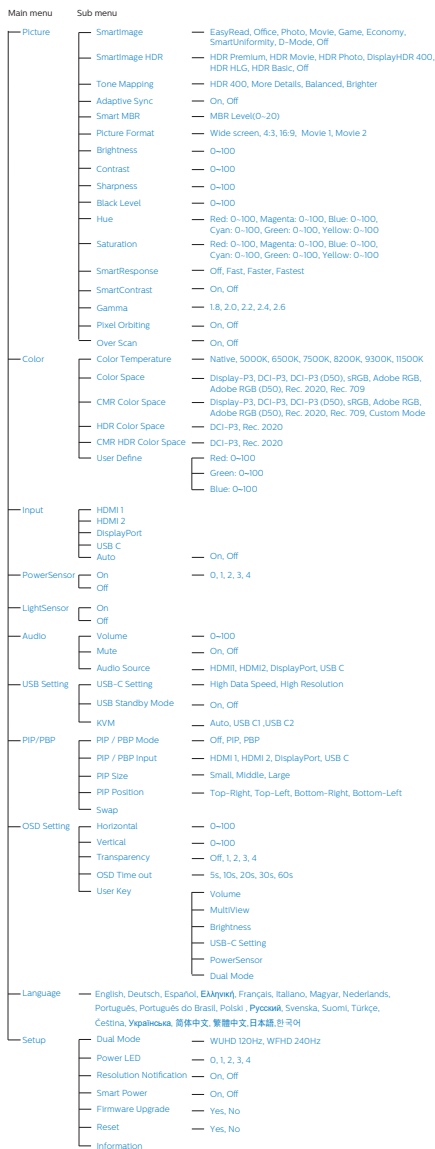 Main menu Sub menu
Picture SmartImage EasyRead, Office, Photo, Movie, Game, Economy,
SmartUniformity, D-Mode, Off
SmartImage HDR HDR Premium, HDR Movie, HDR Photo, DisplayHDR 400,
HDR HLG, HDR Basic, Off
Tone Mapping HDR 400, More Details, Balanced, Brighter
Adaptive Sync On, Off
Smart MBR MBR Level(0~20)
Picture Format Wide screen, 4:3, 16:9, Movie 1, Movie 2
Brightness 0~100
Contrast 0~100
Sharpness 0~100
Black Level 0~100
Hue Red: 0~100, Magenta: 0~100, Blue: 0~100,
Cyan: 0~100, Green: 0~100, Yellow: 0~100
Saturation Red: 0~100, Magenta: 0~100, Blue: 0~100,
Cyan: 0~100, Green: 0~100, Yellow: 0~100
SmartResponse Off, Fast, Faster, Fastest
SmartContrast On, Off
Gamma 1.8, 2.0, 2.2, 2.4, 2.6
Pixel Orbiting On, Off
Over Scan On, Off
Color Color Temperature Native, 5000K, 6500K, 7500K, 8200K, 9300K, 11500K
Color Space Display-P3, DCI-P3, DCI-P3 (D50), sRGB, Adobe RGB,
Adobe RGB (D50), Rec. 2020, Rec. 709
CMR Color Space Display-P3, DCI-P3, DCI-P3 (D50), sRGB, Adobe RGB,
Adobe RGB (D50), Rec. 2020, Rec. 709, Custom Mode
HDR Color Space DCI-P3, Rec. 2020
CMR HDR Color Space DCI-P3, Rec. 2020
User Define Red: 0~100
Green: 0~100
Blue: 0~100
Input HDMI 1
HDMI 2
DisplayPort
USB C
Auto On, Off
PowerSensor On 0, 1, 2, 3, 4
Off
LightSensor On
Off
Audio Volume 0~100
Mute On, Off
Audio Source HDMI1, HDMI2, DisplayPort, USB C
USB Setting USB-C Setting High Data Speed, High Resolution
USB Standby Mode On, Off
KVM Auto, USB C1 ,USB C2
PIP/PBP PIP / PBP Mode Off, PIP, PBP
PIP / PBP Input HDMI 1, HDMI 2, DisplayPort, USB C
PIP Size Small, Middle, Large
PIP Position Top-Right, Top-Left, Bottom-Right, Bottom-Left
Swap
OSD Setting Horizontal 0~100
Vertical 0~100
Transparency Off, 1, 2, 3, 4
OSD Time out 5s, 10s, 20s, 30s, 60s
User Key Volume
MultiView
Brightness
USB-C Setting
PowerSensor
Dual Mode
Language English, Deutsch, Español, Ελληνική, Français, Italiano, Magyar, Nederlands,
Português, Português do Brasil, Polski , Русский, Svenska, Suomi, Türkçe,
Čeština, Українська, 简体中文, 繁體中文,日本語,한국어
Setup Dual Mode WUHD 120Hz, WFHD 240Hz
Power LED 0, 1, 2, 3, 4
Resolution Notification On, Off
Smart Power On, Off
Firmware Upgrade Yes, No
Reset Yes, No
Information